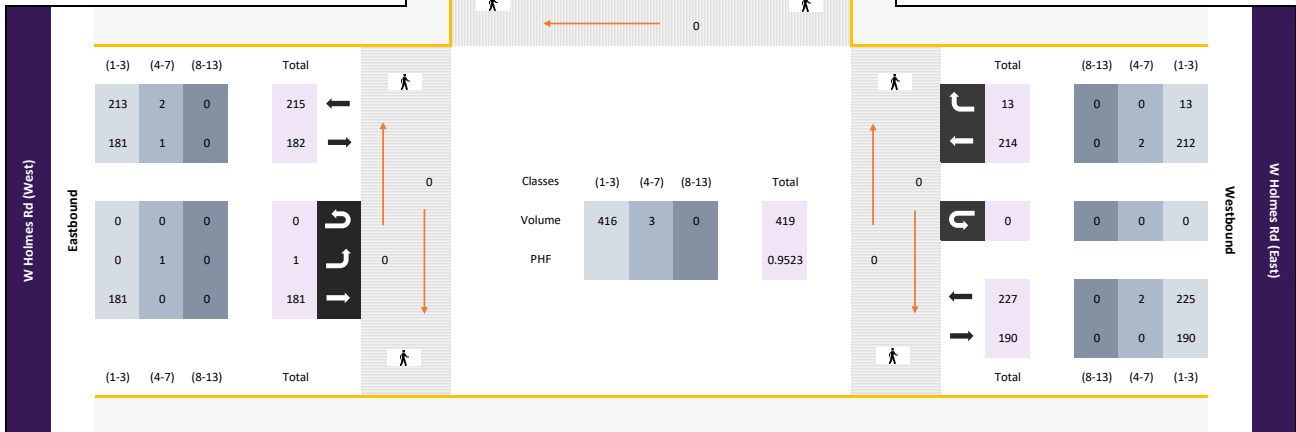 0
(1-3) (4-7) (8-13) Total
213 2 0 215
181 1 0 182
0 0 0 0
0 1 0 1
181 0 0 181
(1-3) (4-7) (8-13) Total
W Holmes Rd (West)
Eastbound
0
0
Classes (1-3) (4-7) (8-13) Total
Volume 416 3 0 419
PHF 0.9523
0
0
Total (8-13) (4-7) (1-3)
13 0 0 13
214 0 2 212
0 0 0 0
227 0 2 225
190 0 0 190
Total (8-13) (4-7) (1-3)
Westbound
W Holmes Rd (East)